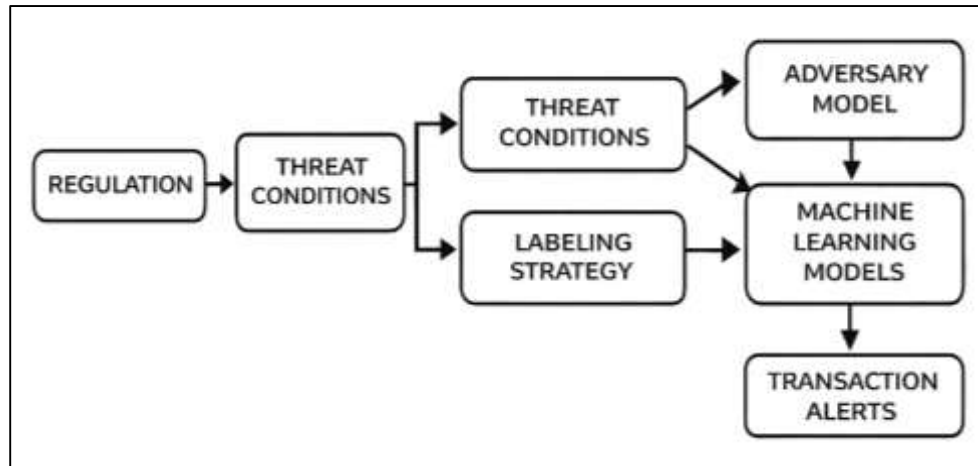 REGULATION
THREAT
CONDITIONS
THREAT
CONDITIONS
LABELING
STRATEGY
ADVERSARY
MODEL
MACHINE
LEARNING
MODELS
TRANSACTION
ALERTS